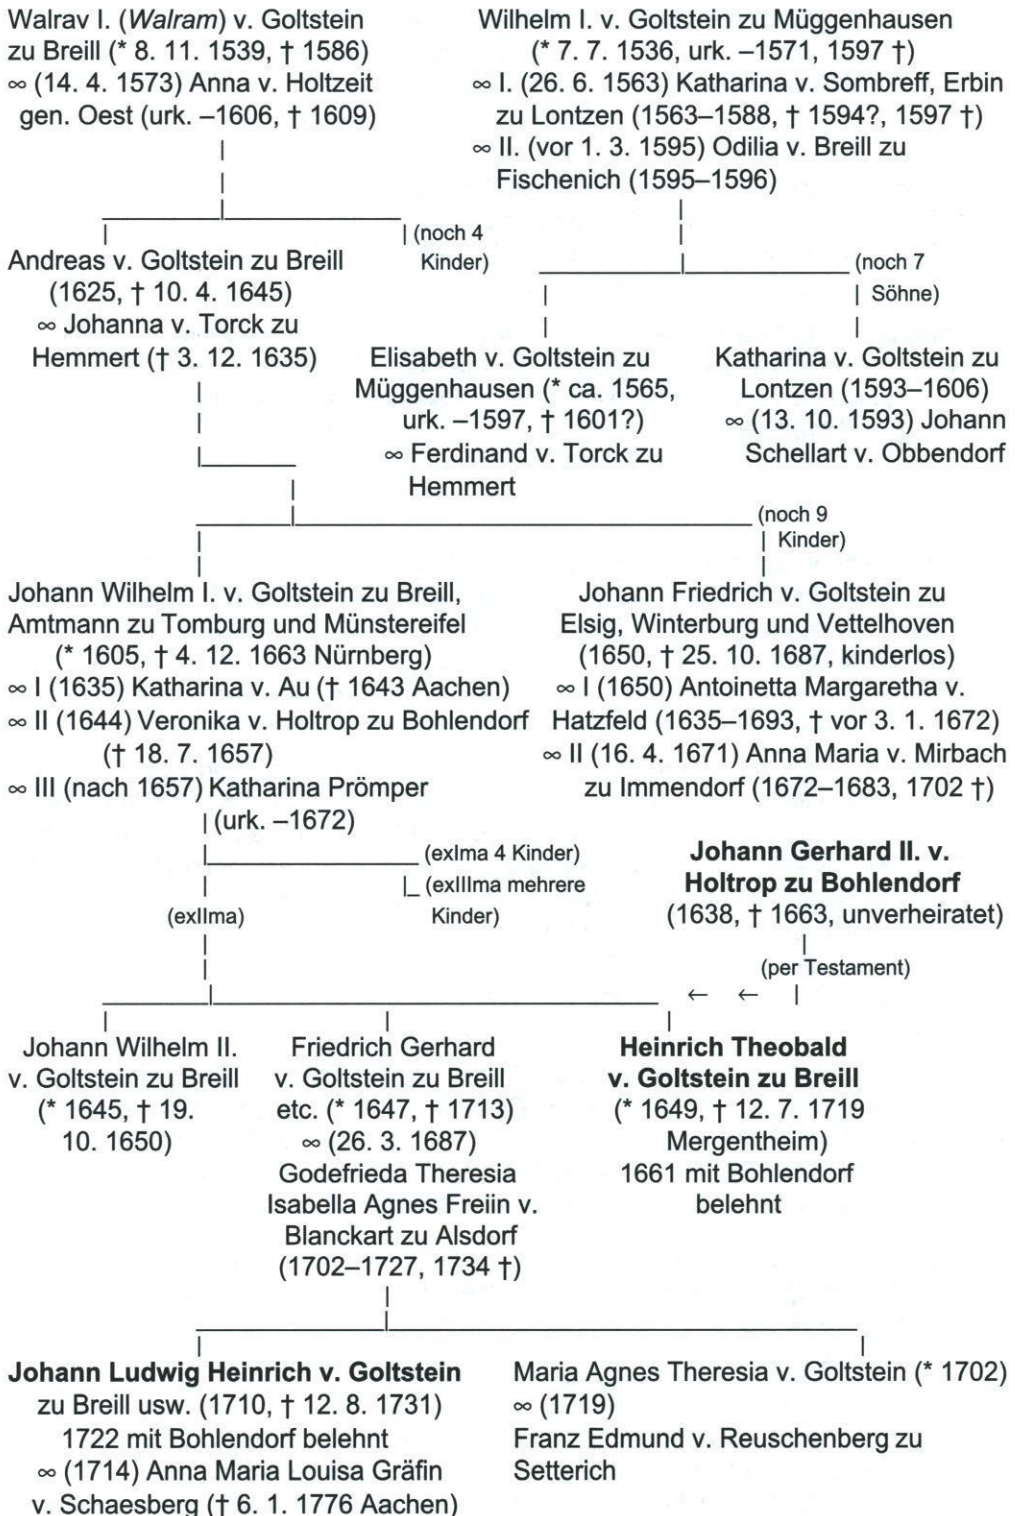 Walrav I. (Walram) v. Goltstein
zu Breill (* 8. 11. 1539, † 1586)
∞ (14. 4. 1573) Anna v. Holtzeit
gen. Oest (urk. –1606, † 1609)
Wilhelm I. v. Goltstein zu Müggenhausen
(* 7. 7. 1536, urk. –1571, 1597 †)
∞ I. (26. 6. 1563) Katharina v. Sombreff, Erbin
zu Lontzen (1563–1588, † 1594?, 1597 †)
∞ II. (vor 1. 3. 1595) Odilia v. Breill zu
Fischenich (1595–1596)
(noch 4
Kinder)
Andreas v. Goltstein zu Breill
(1625, † 10. 4. 1645)
∞ Johanna v. Torck zu
Hemmert († 3. 12. 1635)
(noch 7
Söhne)
Elisabeth v. Goltstein zu
Müggenhausen (* ca. 1565,
urk. –1597, † 1601?)
∞ Ferdinand v. Torck zu
Hemmert
Katharina v. Goltstein zu
Lontzen (1593–1606)
∞ (13. 10. 1593) Johann
Schellart v. Obbendorf
(noch 9
Kinder)
Johann Wilhelm I. v. Goltstein zu Breill,
Amtmann zu Tomburg und Münstereifel
(* 1605, † 4. 12. 1663 Nürnberg)
∞ I (1635) Katharina v. Au († 1643 Aachen)
∞ II (1644) Veronika v. Holtrop zu Bohlendorf
(† 18. 7. 1657)
∞ III (nach 1657) Katharina Prömper
(urk. –1672)
Johann Friedrich v. Goltstein zu
Elsig, Winterburg und Vettelhoven
(1650, † 25. 10. 1687, kinderlos)
∞ I (1650) Antoinetta Margaretha v.
Hatzfeld (1635–1693, † vor 3. 1. 1672)
∞ II (16. 4. 1671) Anna Maria v. Mirbach
zu Immendorf (1672–1683, 1702 †)
(exIma 4 Kinder)
(exIIIma mehrere
Kinder)
(exIIma)
Johann Gerhard II. v.
Holtrop zu Bohlendorf
(1638, † 1663, unverheiratet)
(per Testament)
← ←
Johann Wilhelm II.
v. Goltstein zu Breill
(* 1645, † 19.
10. 1650)
Friedrich Gerhard
v. Goltstein zu Breill
etc. (* 1647, † 1713)
∞ (26. 3. 1687)
Godefrieda Theresia
Isabella Agnes Freiin v.
Blanckart zu Alsdorf
(1702–1727, 1734 †)
Heinrich Theobald
v. Goltstein zu Breill
(* 1649, † 12. 7. 1719
Mergentheim)
1661 mit Bohlendorf
belehnt
Johann Ludwig Heinrich v. Goltstein
zu Breill usw. (1710, † 12. 8. 1731)
1722 mit Bohlendorf belehnt
∞ (1714) Anna Maria Louisa Gräfin
v. Schaesberg († 6. 1. 1776 Aachen)
Maria Agnes Theresia v. Goltstein (* 1702)
∞ (1719)
Franz Edmund v. Reuschenberg zu
Setterich